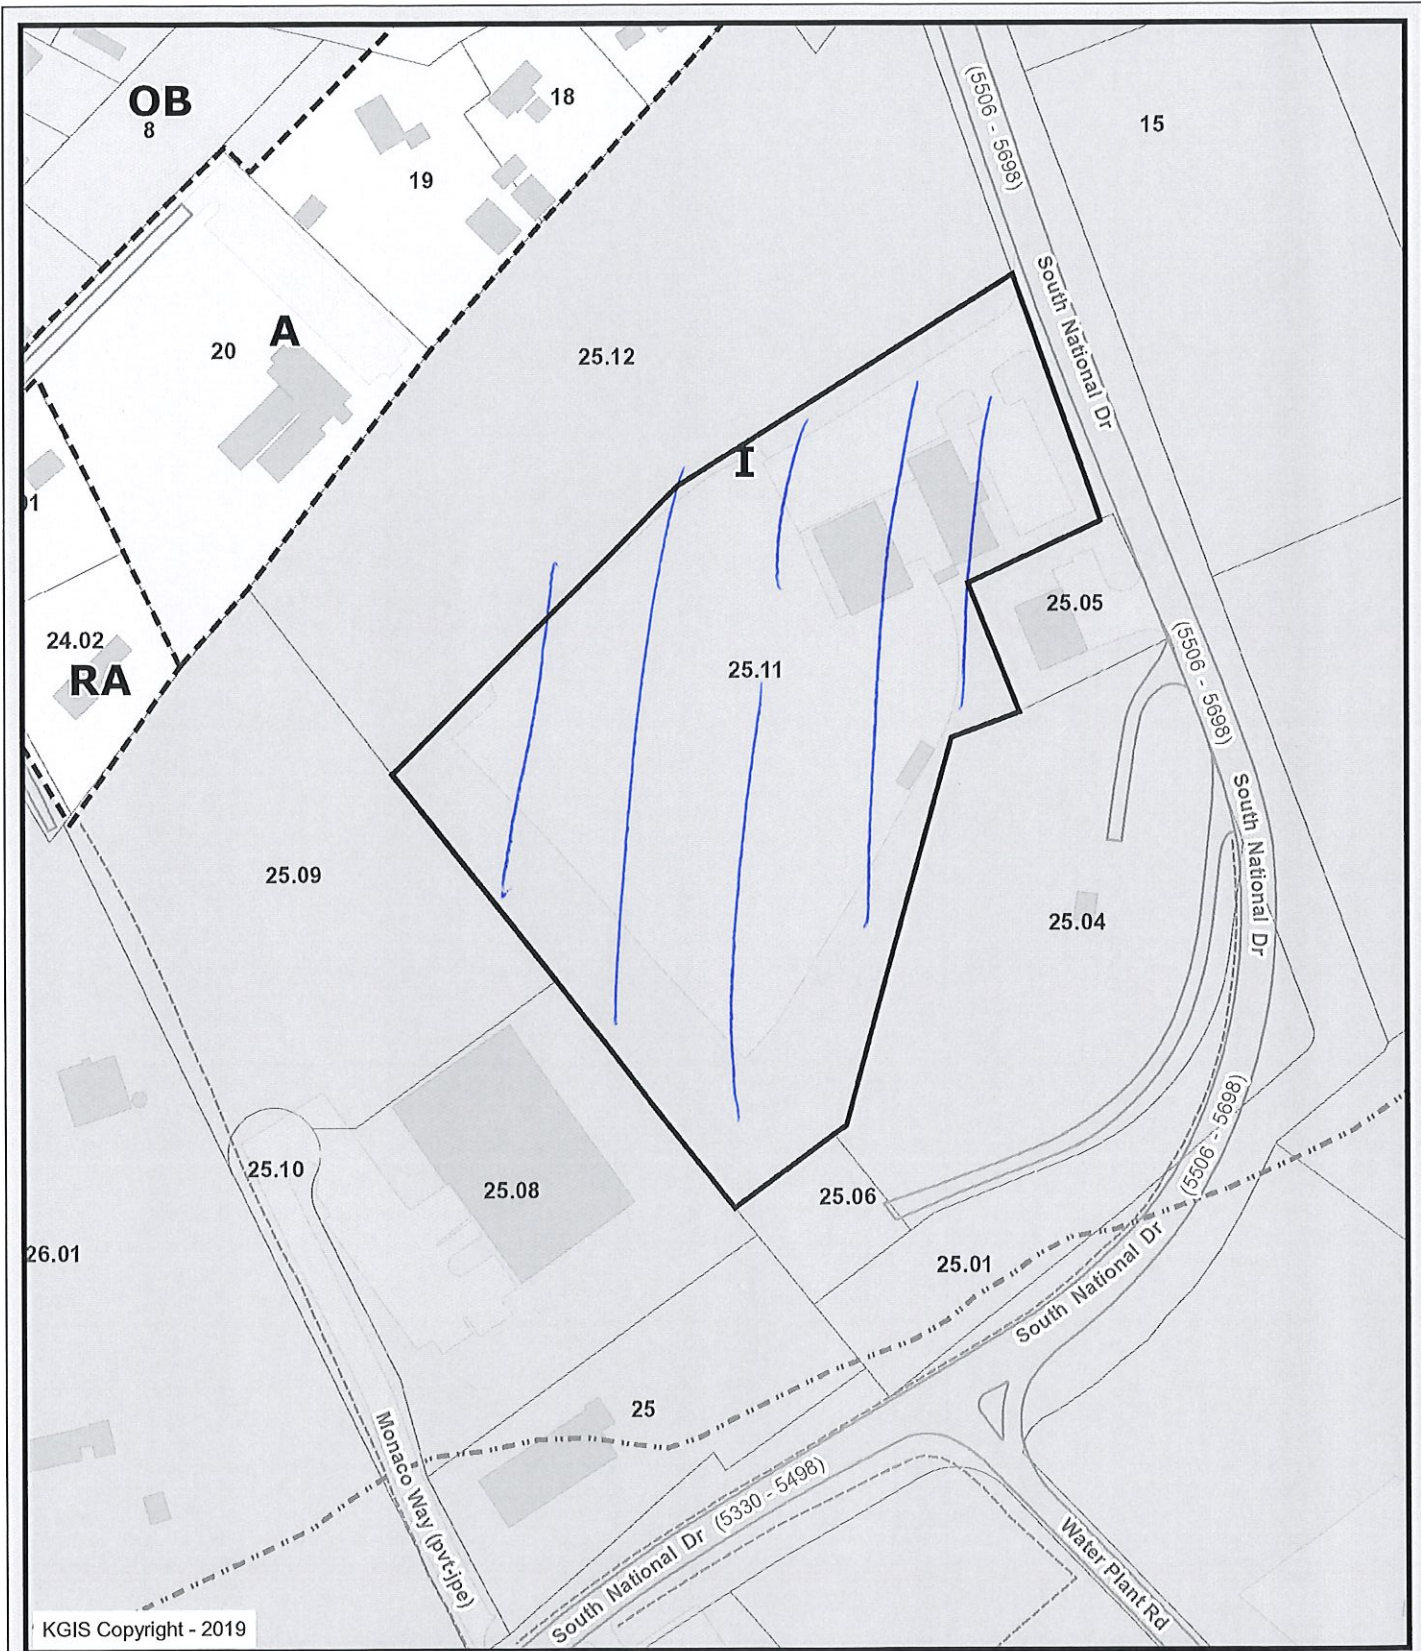 OB
8
18
19
15
(5506 - 5698)
South National Dr
A
20
25.12
I
24.02
RA
25.11
25.05
(5506 - 5698)
South National Dr
25.09
25.04
25.10
25.08
25.06
(5506 - 5698)
26.01
25.01
South National Dr
25
Monaco Way (pvt-jpe)
South National Dr (5330 - 5498)
Water Plant Rd
KGIS Copyright - 2019